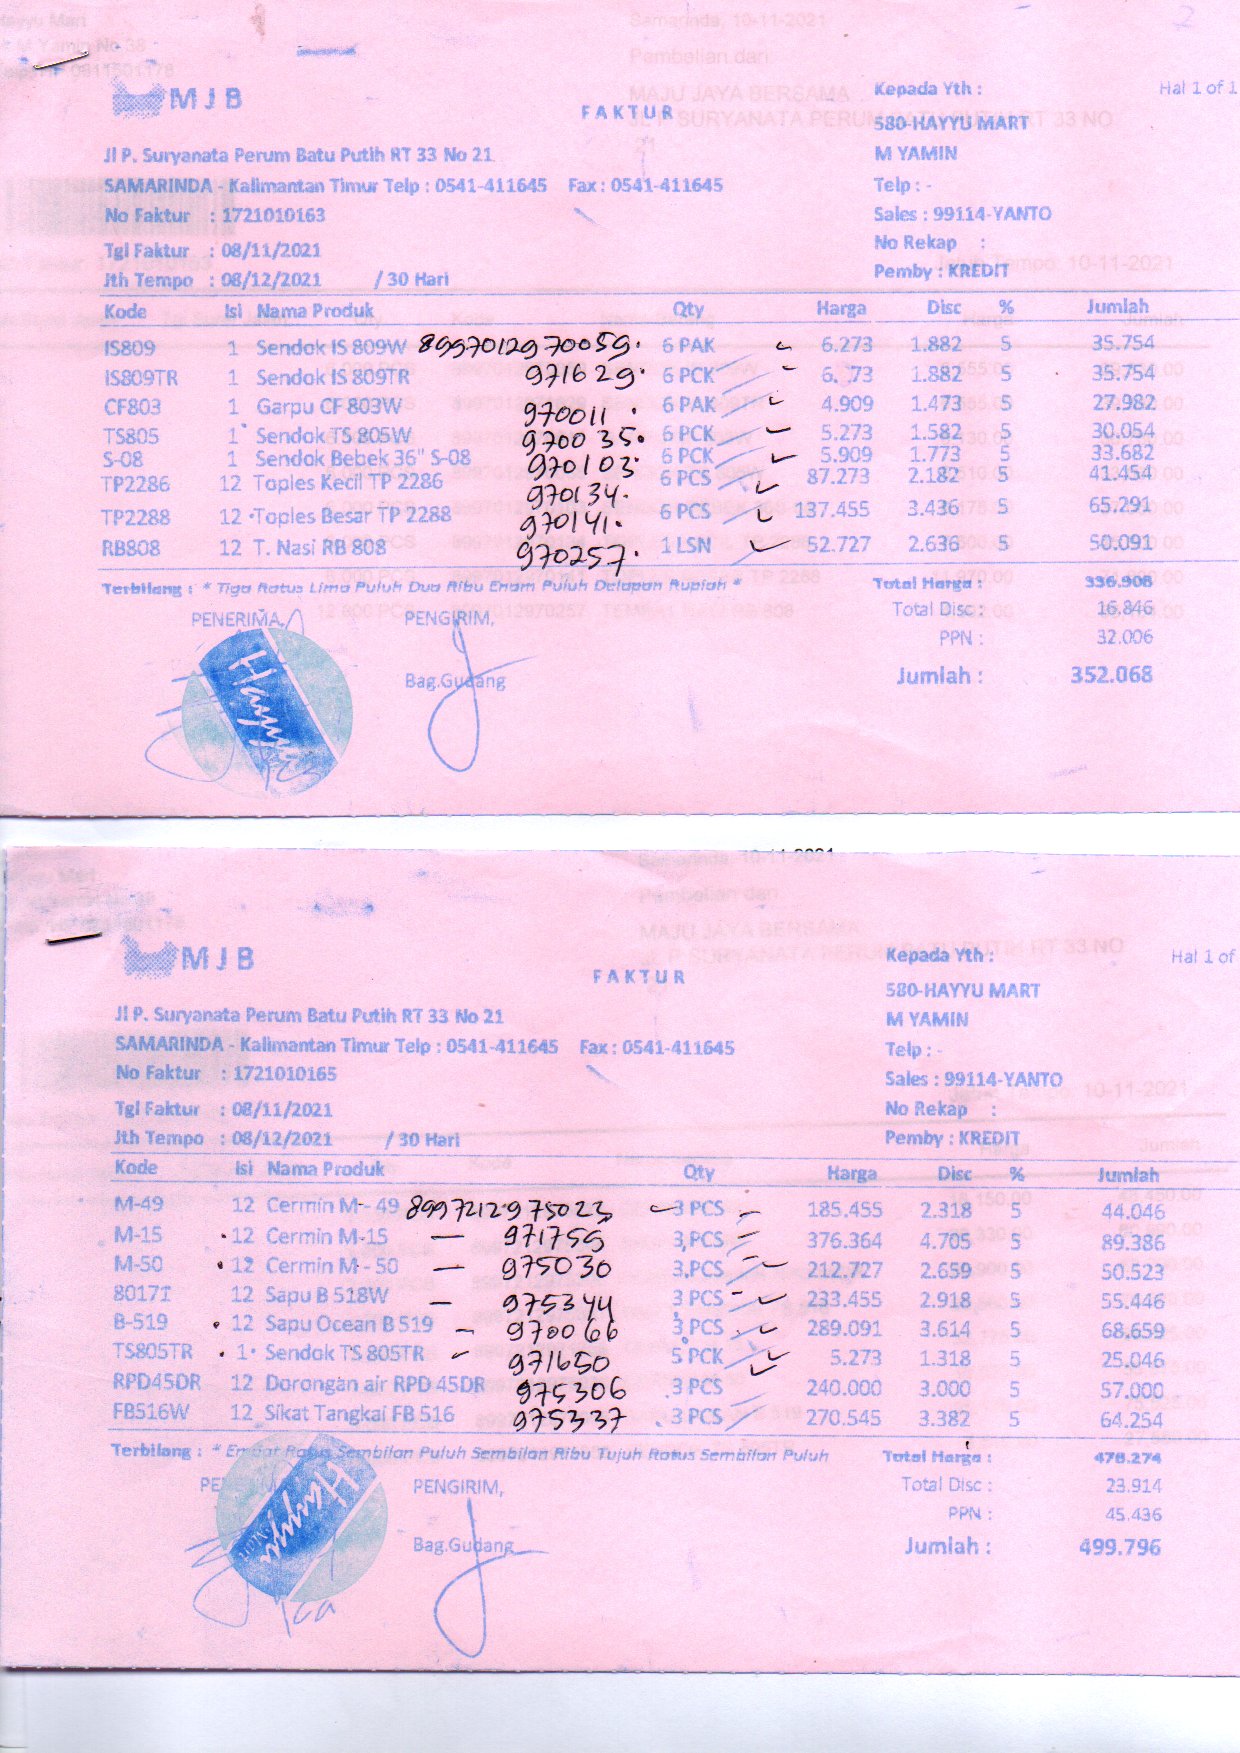 MJB
FAKTUR
Kepada Yth :
Hal 1 of 1
580-HAYYU MART
Jl P. Suryanata Perum Batu Putih RT 33 No 21
M YAMIN
SAMARINDA - Kalimantan Timur Telp : 0541-411645 Fax : 0541-411645
Telp : -
No Faktur : 1721010163
Sales : 99114-YANTO
Tgl Faktur : 08/11/2021
No Rekap :
Jth Tempo : 08/12/2021 / 30 Hari
Pemby : KREDIT
Kode Isi Nama Produk Qty Harga Disc % Jumlah
IS809 1 Sendok IS 809W 8997012970059 6 PAK 6.273 1.882 5 35.754
IS809TR 1 Sendok IS 809TR 971629 6 PCK 6. 73 1.882 5 35.754
CF803 1 Garpu CF 803W 970011 6 PAK 4.909 1.473 5 27.982
TS805 1 Sendok TS 805W 970035 6 PCK 5.273 1.582 5 30.054
S-08 1 Sendok Bebek 36" S-08 970103 6 PCK 5.909 1.773 5 33.682
TP2286 12 Toples Kecil TP 2286 970134 6 PCS 87.273 2.182 5 41.454
TP2288 12 Toples Besar TP 2288 970141 6 PCS 137.455 3.436 5 65.291
RB808 12 T. Nasi RB 808 970257 1 LSN 52.727 2.636 5 50.091
Terbilang : * Tiga Ratus Lima Puluh Dua Ribu Enam Puluh Delapan Rupiah *
Total Harga : 336.908
PENERIMA, PENGIRIM,
Total Disc : 16.846
PPN : 32.006
Bag.Gudang
Jumlah : 352.068
Hayyu
MJB
FAKTUR
Kepada Yth :
Hal 1 of
580-HAYYU MART
Jl P. Suryanata Perum Batu Putih RT 33 No 21
M YAMIN
SAMARINDA - Kalimantan Timur Telp : 0541-411645 Fax : 0541-411645
Telp : -
No Faktur : 1721010165
Sales : 99114-YANTO
Tgl Faktur : 08/11/2021
No Rekap :
Jth Tempo : 08/12/2021 / 30 Hari
Pemby : KREDIT
Kode Isi Nama Produk Qty Harga Disc % Jumlah
M-49 12 Cermin M - 49 8997212975023 3 PCS 185.455 2.318 5 44.046
M-15 12 Cermin M-15 — 971755 3 PCS 376.364 4.705 5 89.386
M-50 12 Cermin M - 50 — 975030 3 PCS 212.727 2.659 5 50.523
80171 12 Sapu B 518W — 975344 3 PCS 233.455 2.918 5 55.446
B-519 12 Sapu Ocean B 519 — 970066 3 PCS 289.091 3.614 5 68.659
TS805TR 1 Sendok TS 805TR 971650 5 PCK 5.273 1.318 5 25.046
RPD45DR 12 Dorongan air RPD 45DR 975306 3 PCS 240.000 3.000 5 57.000
FB516W 12 Sikat Tangkai FB 516 975337 3 PCS 270.545 3.382 5 64.254
Terbilang : * Empat Ratus Sembilan Puluh Sembilan Ribu Tujuh Ratus Sembilan Puluh
Total Harga : 478.274
PENGIRIM,
Total Disc : 23.914
PPN : 45.436
Bag.Gudang
Jumlah : 499.796
Hayyu